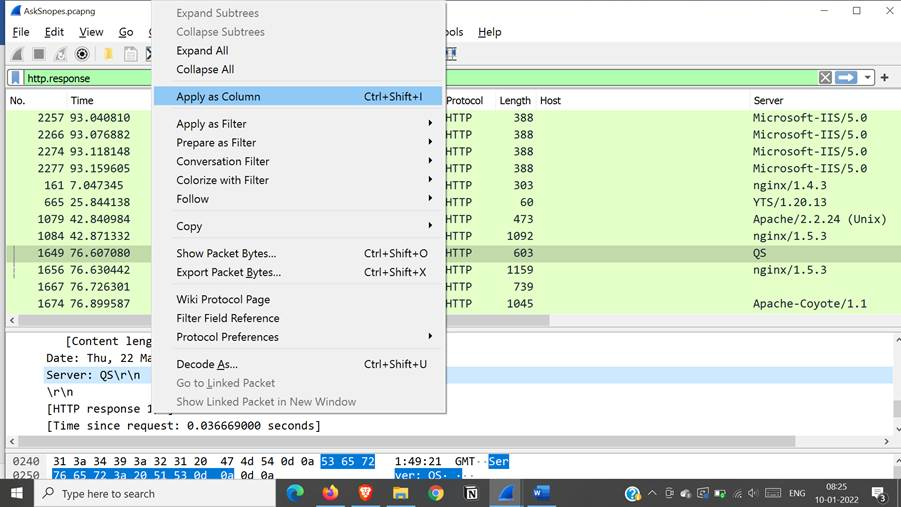 AskSnopes.pcapng
File Edit View Go ools Help
http.response
No. Time Protocol Length Host Server
2257 93.040810 HTTP 388 Microsoft-IIS/5.0
2266 93.076882 HTTP 388 Microsoft-IIS/5.0
2274 93.118148 HTTP 388 Microsoft-IIS/5.0
2277 93.159605 HTTP 388 Microsoft-IIS/5.0
161 7.047345 HTTP 303 nginx/1.4.3
665 25.844138 HTTP 60 YTS/1.20.13
1079 42.840984 HTTP 473 Apache/2.2.24 (Unix)
1084 42.871332 HTTP 1092 nginx/1.5.3
1649 76.607080 HTTP 603 QS
1656 76.630442 HTTP 1159 nginx/1.5.3
1667 76.726301 HTTP 739
1674 76.899587 HTTP 1045 Apache-Coyote/1.1
Expand Subtrees
Collapse Subtrees
Expand All
Collapse All
Apply as Column Ctrl+Shift+I
Apply as Filter
Prepare as Filter
Conversation Filter
Colorize with Filter
Follow
Copy
Show Packet Bytes... Ctrl+Shift+O
Export Packet Bytes... Ctrl+Shift+X
Wiki Protocol Page
Filter Field Reference
Protocol Preferences
Decode As... Ctrl+Shift+U
Go to Linked Packet
Show Linked Packet in New Window
[Content leng
Date: Thu, 22 Ma
Server: QS\r\n
\r\n
[HTTP response 1
[Time since request: 0.036669000 seconds]
0240 31 3a 34 39 3a 32 31 20 47 4d 54 0d 0a 53 65 72 1:49:21 GMT··Ser
0250 76 65 72 3a 20 51 53 0d 0a 0d 0a ver: QS· ···
Type here to search
ENG
08:25
10-01-2022
3